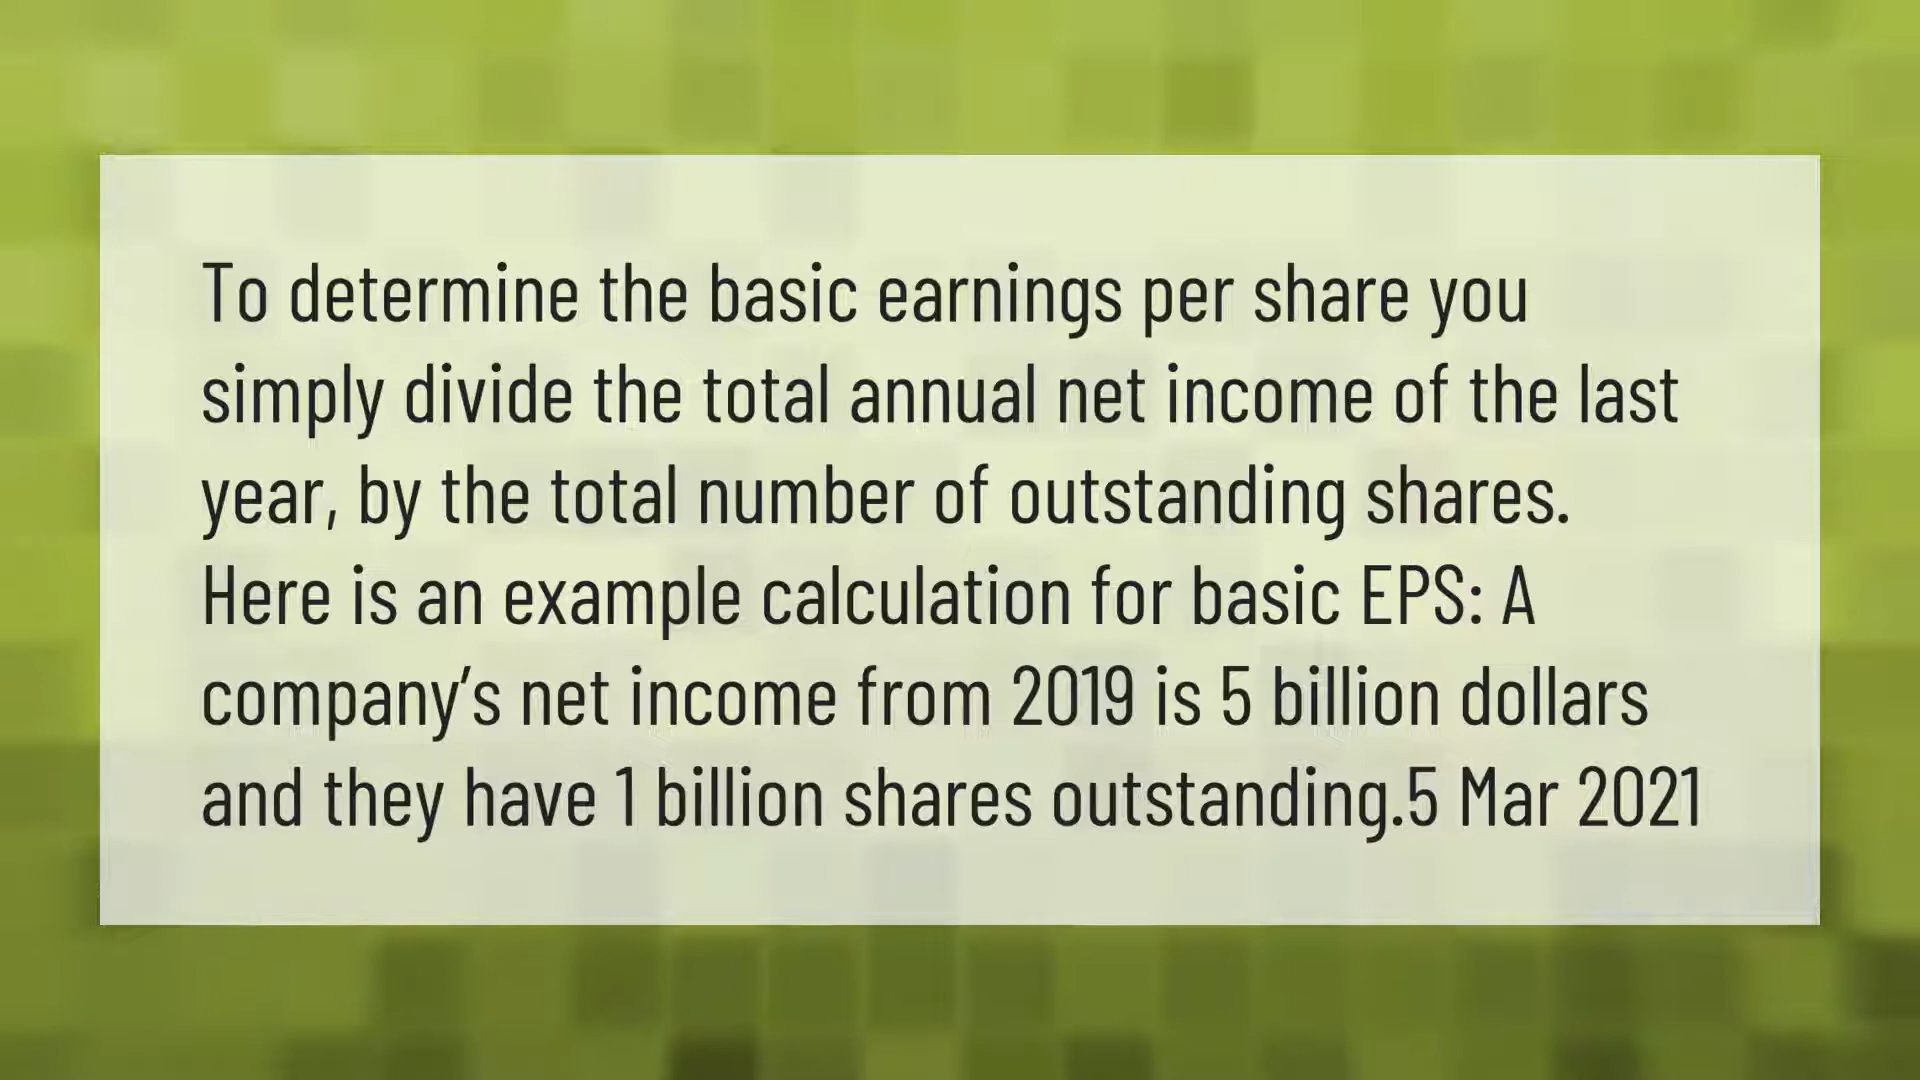 To determine the basic earnings per share you
simply divide the total annual net income of the last
year, by the total number of outstanding shares.
Here is an example calculation for basic EPS: A
company’s net income from 2019 is 5 billion dollars
and they have 1 billion shares outstanding.5 Mar 2021